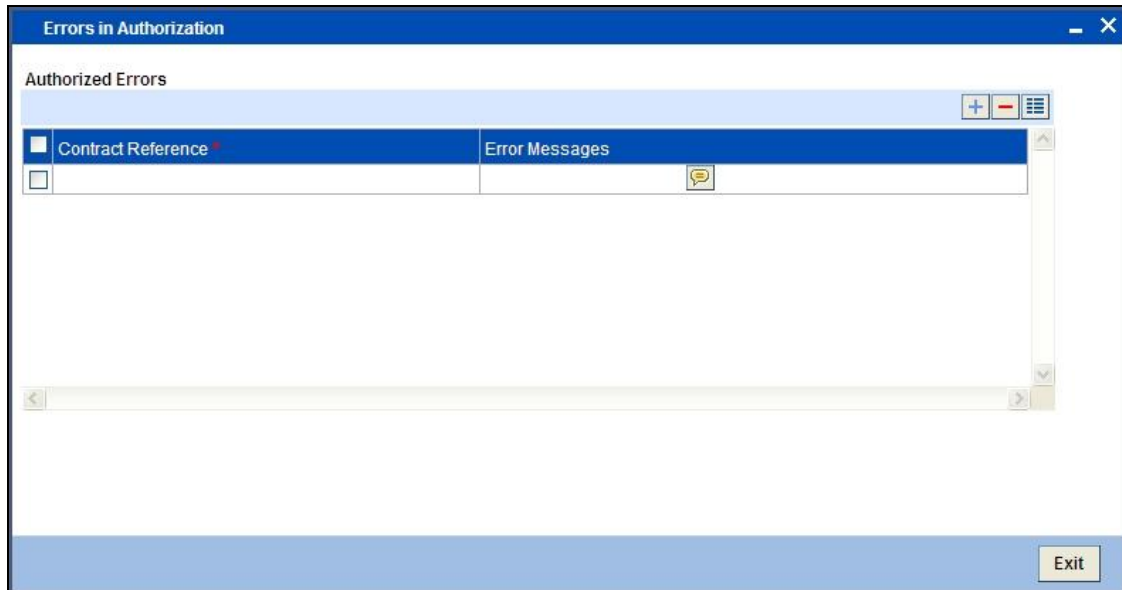 Errors in Authorization
Authorized Errors
Contract Reference *
Error Messages
Exit